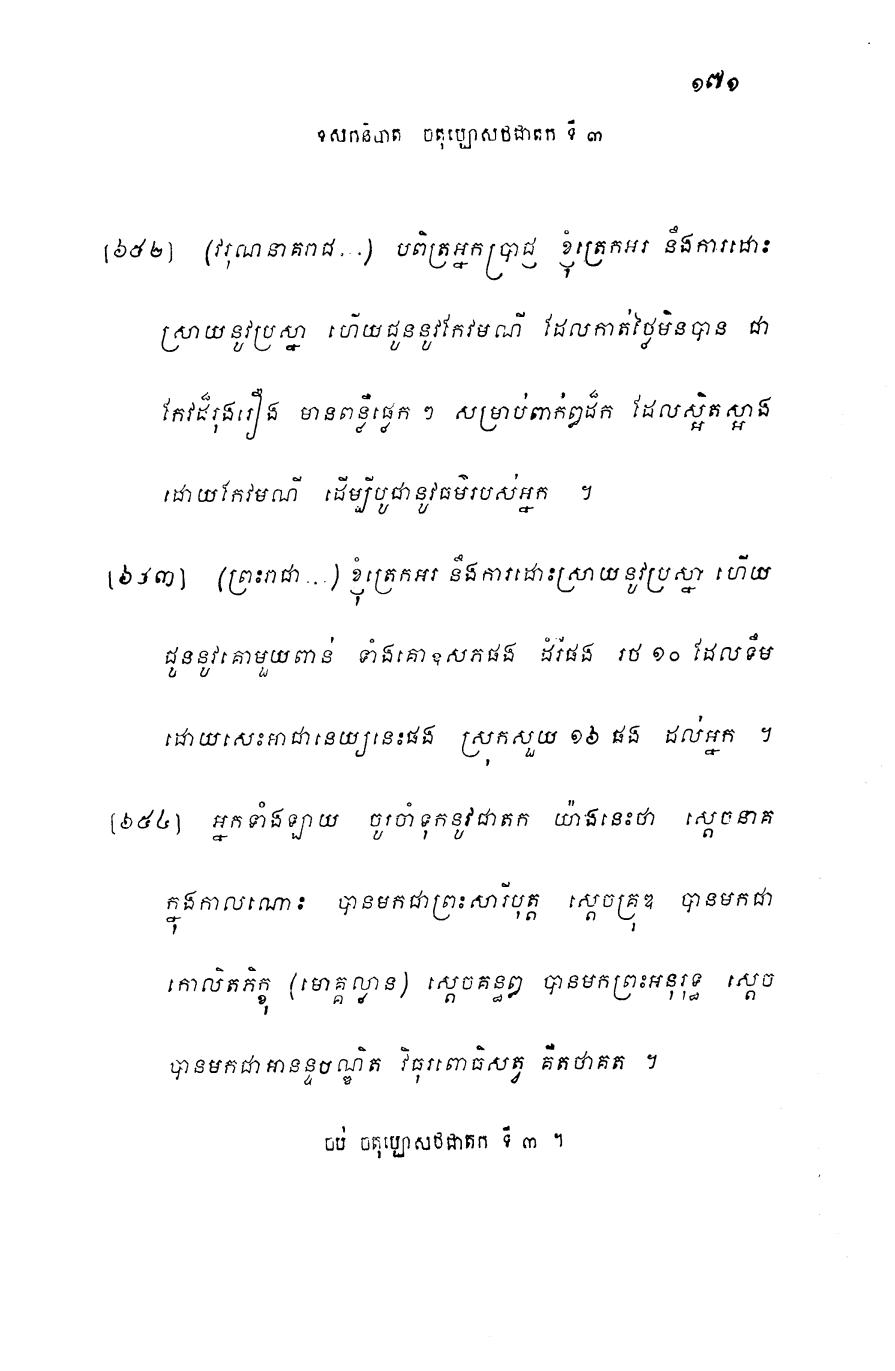 ១៧១
ទសកនិបាត ចតុប្បោសថជាតក ទី ៣
[៦៥២] (វរុណនាគរាជ...) បពិត្រអ្នកប្រាជ្ញ ខ្ញុំត្រេកអរ នឹងការដោះ
ស្រាយនូវប្រស្នា ហើយជូននូវកែវមណី ដែលកាត់ថ្លៃមិនបាន ជា
កែវដ៏រុងរឿង មានពន្លឺផ្លេក ៗ សម្រាប់ពាក់ឰដ៏ក ដែលស្អិតស្អាង
ដោយកែវមណី ដើម្បីបូជានូវធម៌របស់អ្នក ។
[៦៥៣] (ព្រះរាជា...) ខ្ញុំត្រេកអរ នឹងការដោះស្រាយនូវប្រស្នា ហើយ
ជូននូវគោមួយពាន់ ទាំងគោឧសភផង ដំរីផង រថ ១០ ដែលទឹម
ដោយសេះអាជានេយ្យនេះផង ស្រុកសួយ ១៦ ផង ដល់អ្នក ។
[៦៥៤] អ្នកទាំងឡាយ ចូរចាំទុកនូវជាតក យ៉ាងនេះថា ស្តេចនាគ
ក្នុងកាលណោះ បានមកជាព្រះសារីបុត្ត ស្តេចគ្រុឌ បានមកជា
កោលិតភិក្ខុ (មោគ្គល្លាន) ស្តេចគន្ធព្វ បានមកព្រះអនុរុទ្ធ ស្តេច
បានមកជាអានន្ទបណ្ឌិត វិធុរពោធិសត្វ គឺតថាគត ។
ចប់ ចតុប្បោសថជាតក ទី ៣ ។